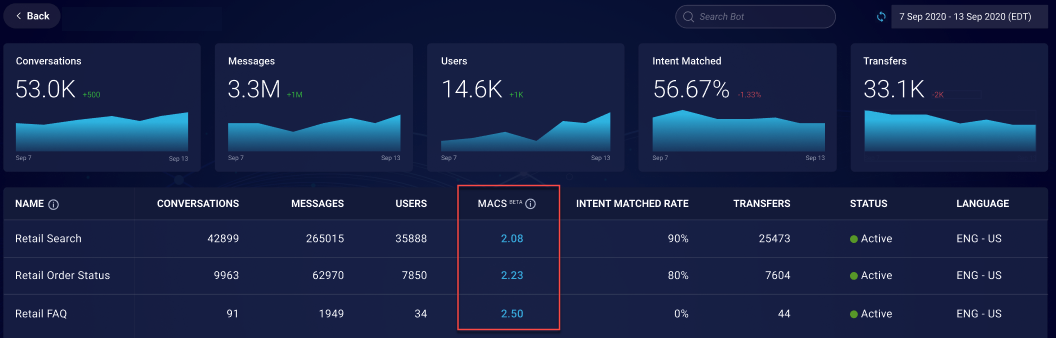 Back
Search Bot
7 Sep 2020 - 13 Sep 2020 (EDT)
Conversations
53.0K +500
Sep 7 Sep 13
Messages
3.3M +1M
Sep 7 Sep 13
Users
14.6K +1K
Sep 7 Sep 13
Intent Matched
56.67% -1.33%
Sep 7 Sep 13
Transfers
33.1K -2K
Sep 7 Sep 13
NAME CONVERSATIONS MESSAGES USERS MACS BETA INTENT MATCHED RATE TRANSFERS STATUS LANGUAGE
Retail Search 42899 265015 35888 2.08 90% 25473 Active ENG - US
Retail Order Status 9963 62970 7850 2.23 80% 7604 Active ENG - US
Retail FAQ 91 1949 34 2.50 0% 44 Active ENG - US